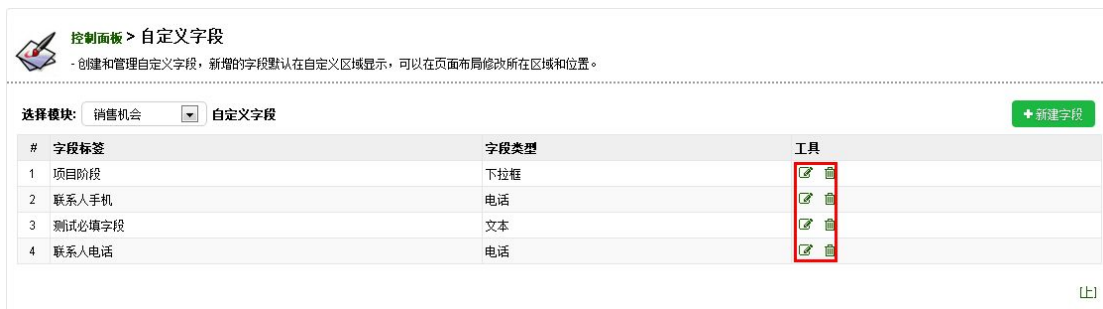 控制面板 > 自定义字段
- 创建和管理自定义字段，新增的字段默认在自定义区域显示，可以在页面布局修改所在区域和位置。
选择模块: 销售机会 自定义字段 +新建字段
# 字段标签 字段类型 工具
1 项目阶段 下拉框
2 联系人手机 电话
3 测试必填字段 文本
4 联系人电话 电话
[上]